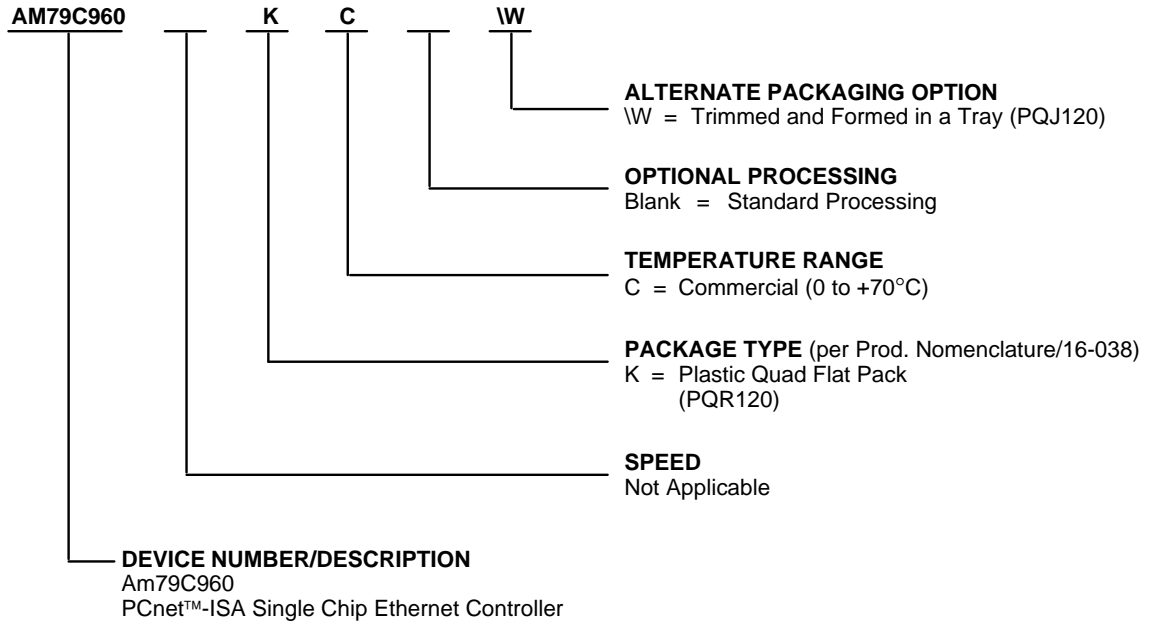 AM79C960 K C \W
ALTERNATE PACKAGING OPTION
\W = Trimmed and Formed in a Tray (PQJ120)
OPTIONAL PROCESSING
Blank = Standard Processing
TEMPERATURE RANGE
C = Commercial (0 to +70°C)
PACKAGE TYPE (per Prod. Nomenclature/16-038)
K = Plastic Quad Flat Pack
(PQR120)
SPEED
Not Applicable
DEVICE NUMBER/DESCRIPTION
Am79C960
PCnet™-ISA Single Chip Ethernet Controller